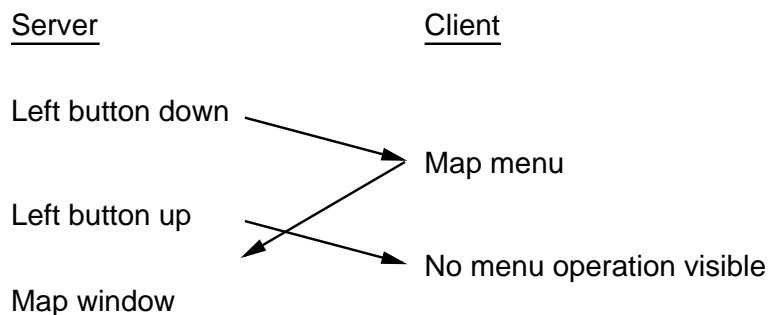 Server
Client
Left button down
Map menu
Left button up
No menu operation visible
Map window